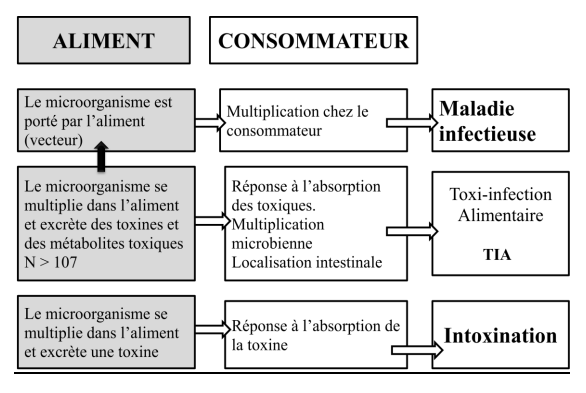 ALIMENT
CONSOMMATEUR
Le microorganisme est
porté par l'aliment
(vecteur)
Multiplication chez le
consommateur
Maladie
infectieuse
Le microorganisme se
multiplie dans l'aliment
et excrète des toxines et
des métabolites toxiques
N > 107
Réponse à l'absorption
des toxiques.
Multiplication
microbienne
Localisation intestinale
Toxi-infection
Alimentaire
TIA
Le microorganisme se
multiplie dans l'aliment
et excrète une toxine
Réponse à l'absorption de
la toxine
Intoxination